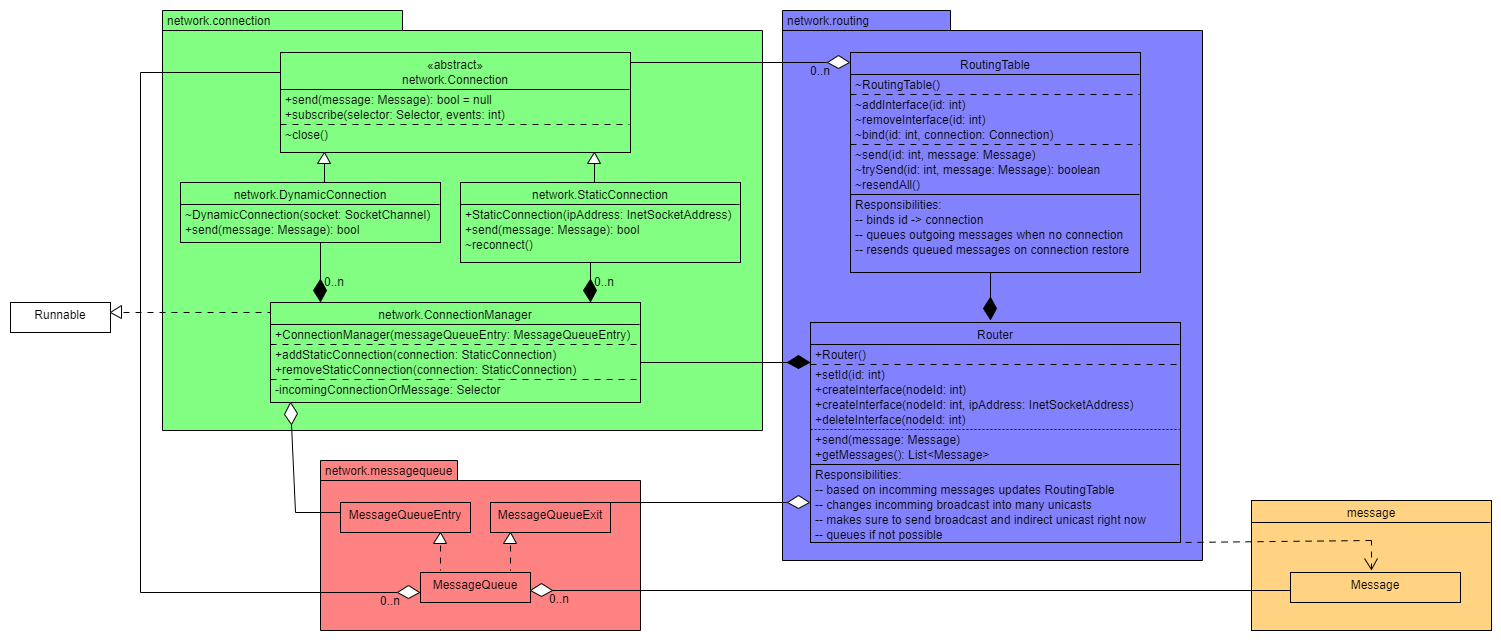 network.connection
«abstract»
network.Connection
+send(message: Message): bool = null
+subscribe(selector: Selector, events: int)
~close()
network.DynamicConnection
~DynamicConnection(socket: SocketChannel)
+send(message: Message): bool
network.StaticConnection
+StaticConnection(ipAddress: InetSocketAddress)
+send(message: Message): bool
~reconnect()
0..n
0..n
Runnable
network.ConnectionManager
+ConnectionManager(messageQueueEntry: MessageQueueEntry)
+addStaticConnection(connection: StaticConnection)
+removeStaticConnection(connection: StaticConnection)
-incomingConnectionOrMessage: Selector
network.routing
0..n
RoutingTable
~RoutingTable()
~addInterface(id: int)
~removeInterface(id: int)
~bind(id: int, connection: Connection)
~send(id: int, message: Message)
~trySend(id: int, message: Message): boolean
~resendAll()
Responsibilities:
-- binds id -> connection
-- queues outgoing messages when no connection
-- resends queued messages on connection restore
Router
+Router()
+setId(id: int)
+createInterface(nodeId: int)
+createInterface(nodeId: int, ipAddress: InetSocketAddress)
+deleteInterface(nodeId: int)
+send(message: Message)
+getMessages(): List<Message>
Responsibilities:
-- based on incomming messages updates RoutingTable
-- changes incomming broadcast into many unicasts
-- makes sure to send broadcast and indirect unicast right now
-- queues if not possible
network.messagequeue
MessageQueueEntry
MessageQueueExit
MessageQueue
0..n
0..n
message
Message